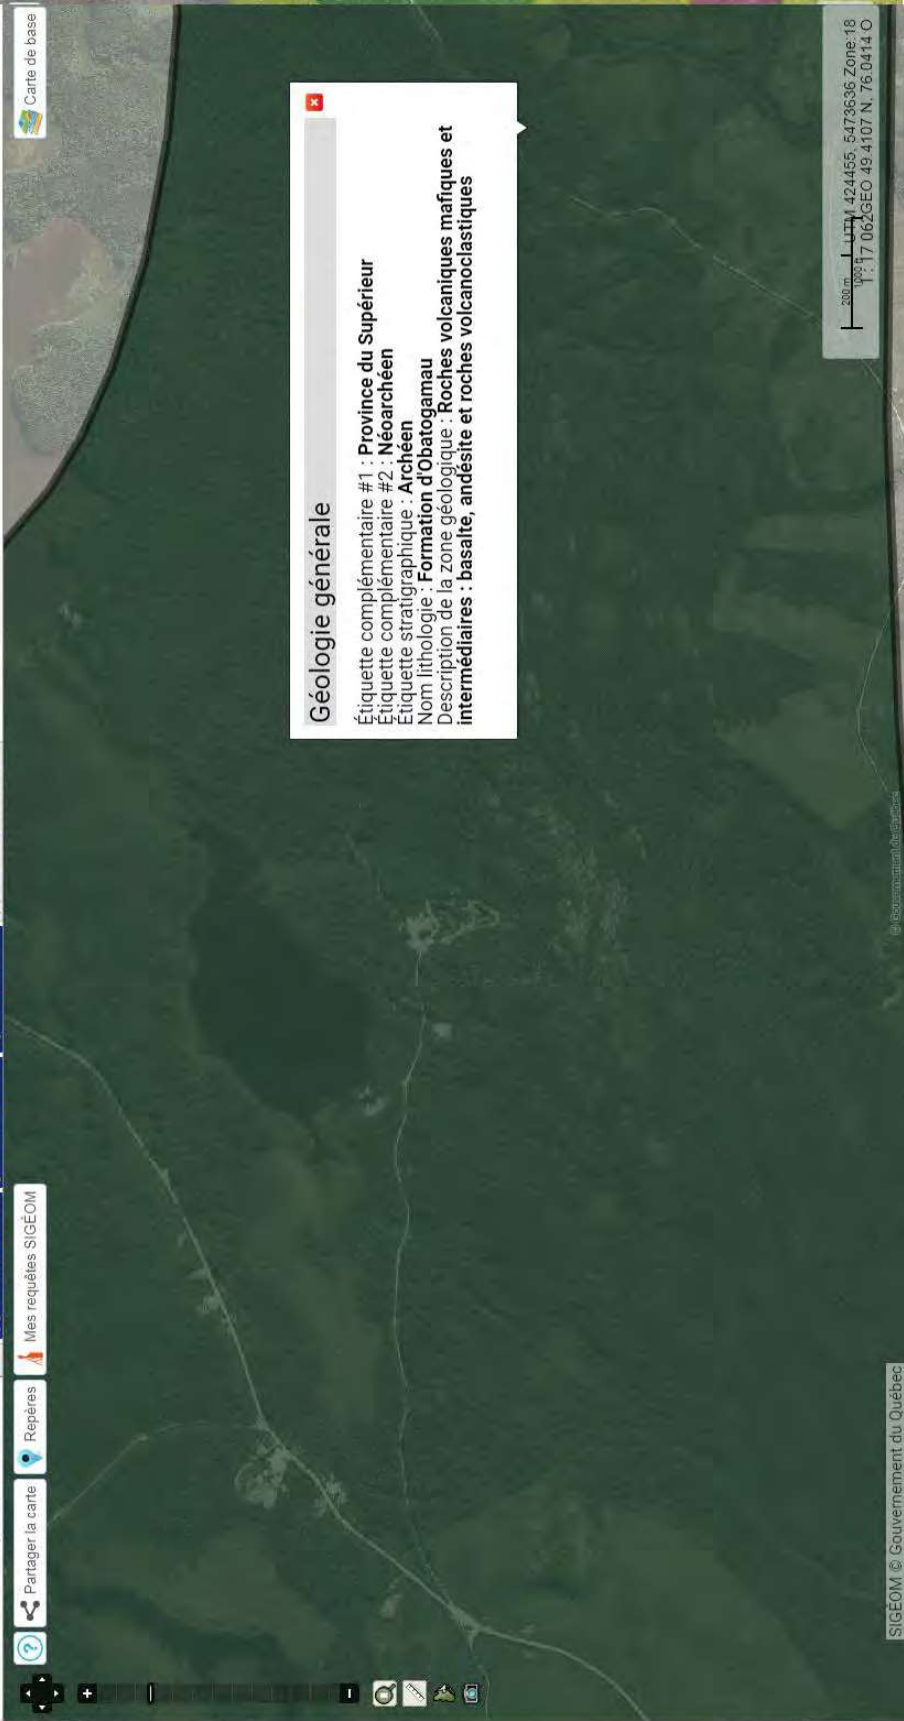 ? Partager la carte Repères Mes requêtes SIGÉOM Carte de base
Géologie générale
Étiquette complémentaire #1 : Province du Supérieur
Étiquette complémentaire #2 : Néoarchéen
Étiquette stratigraphique : Archéen
Nom lithologie : Formation d'Obatogamau
Description de la zone géologique : Roches volcaniques mafiques et
intermédiaires : basalte, andésite et roches volcanoclastiques
200 m UTM 424455, 5473636 Zone:18
1000 ft
1 : 17 062GEO 49.4107 N, 76.0414 O
SIGÉOM © Gouvernement du Québec